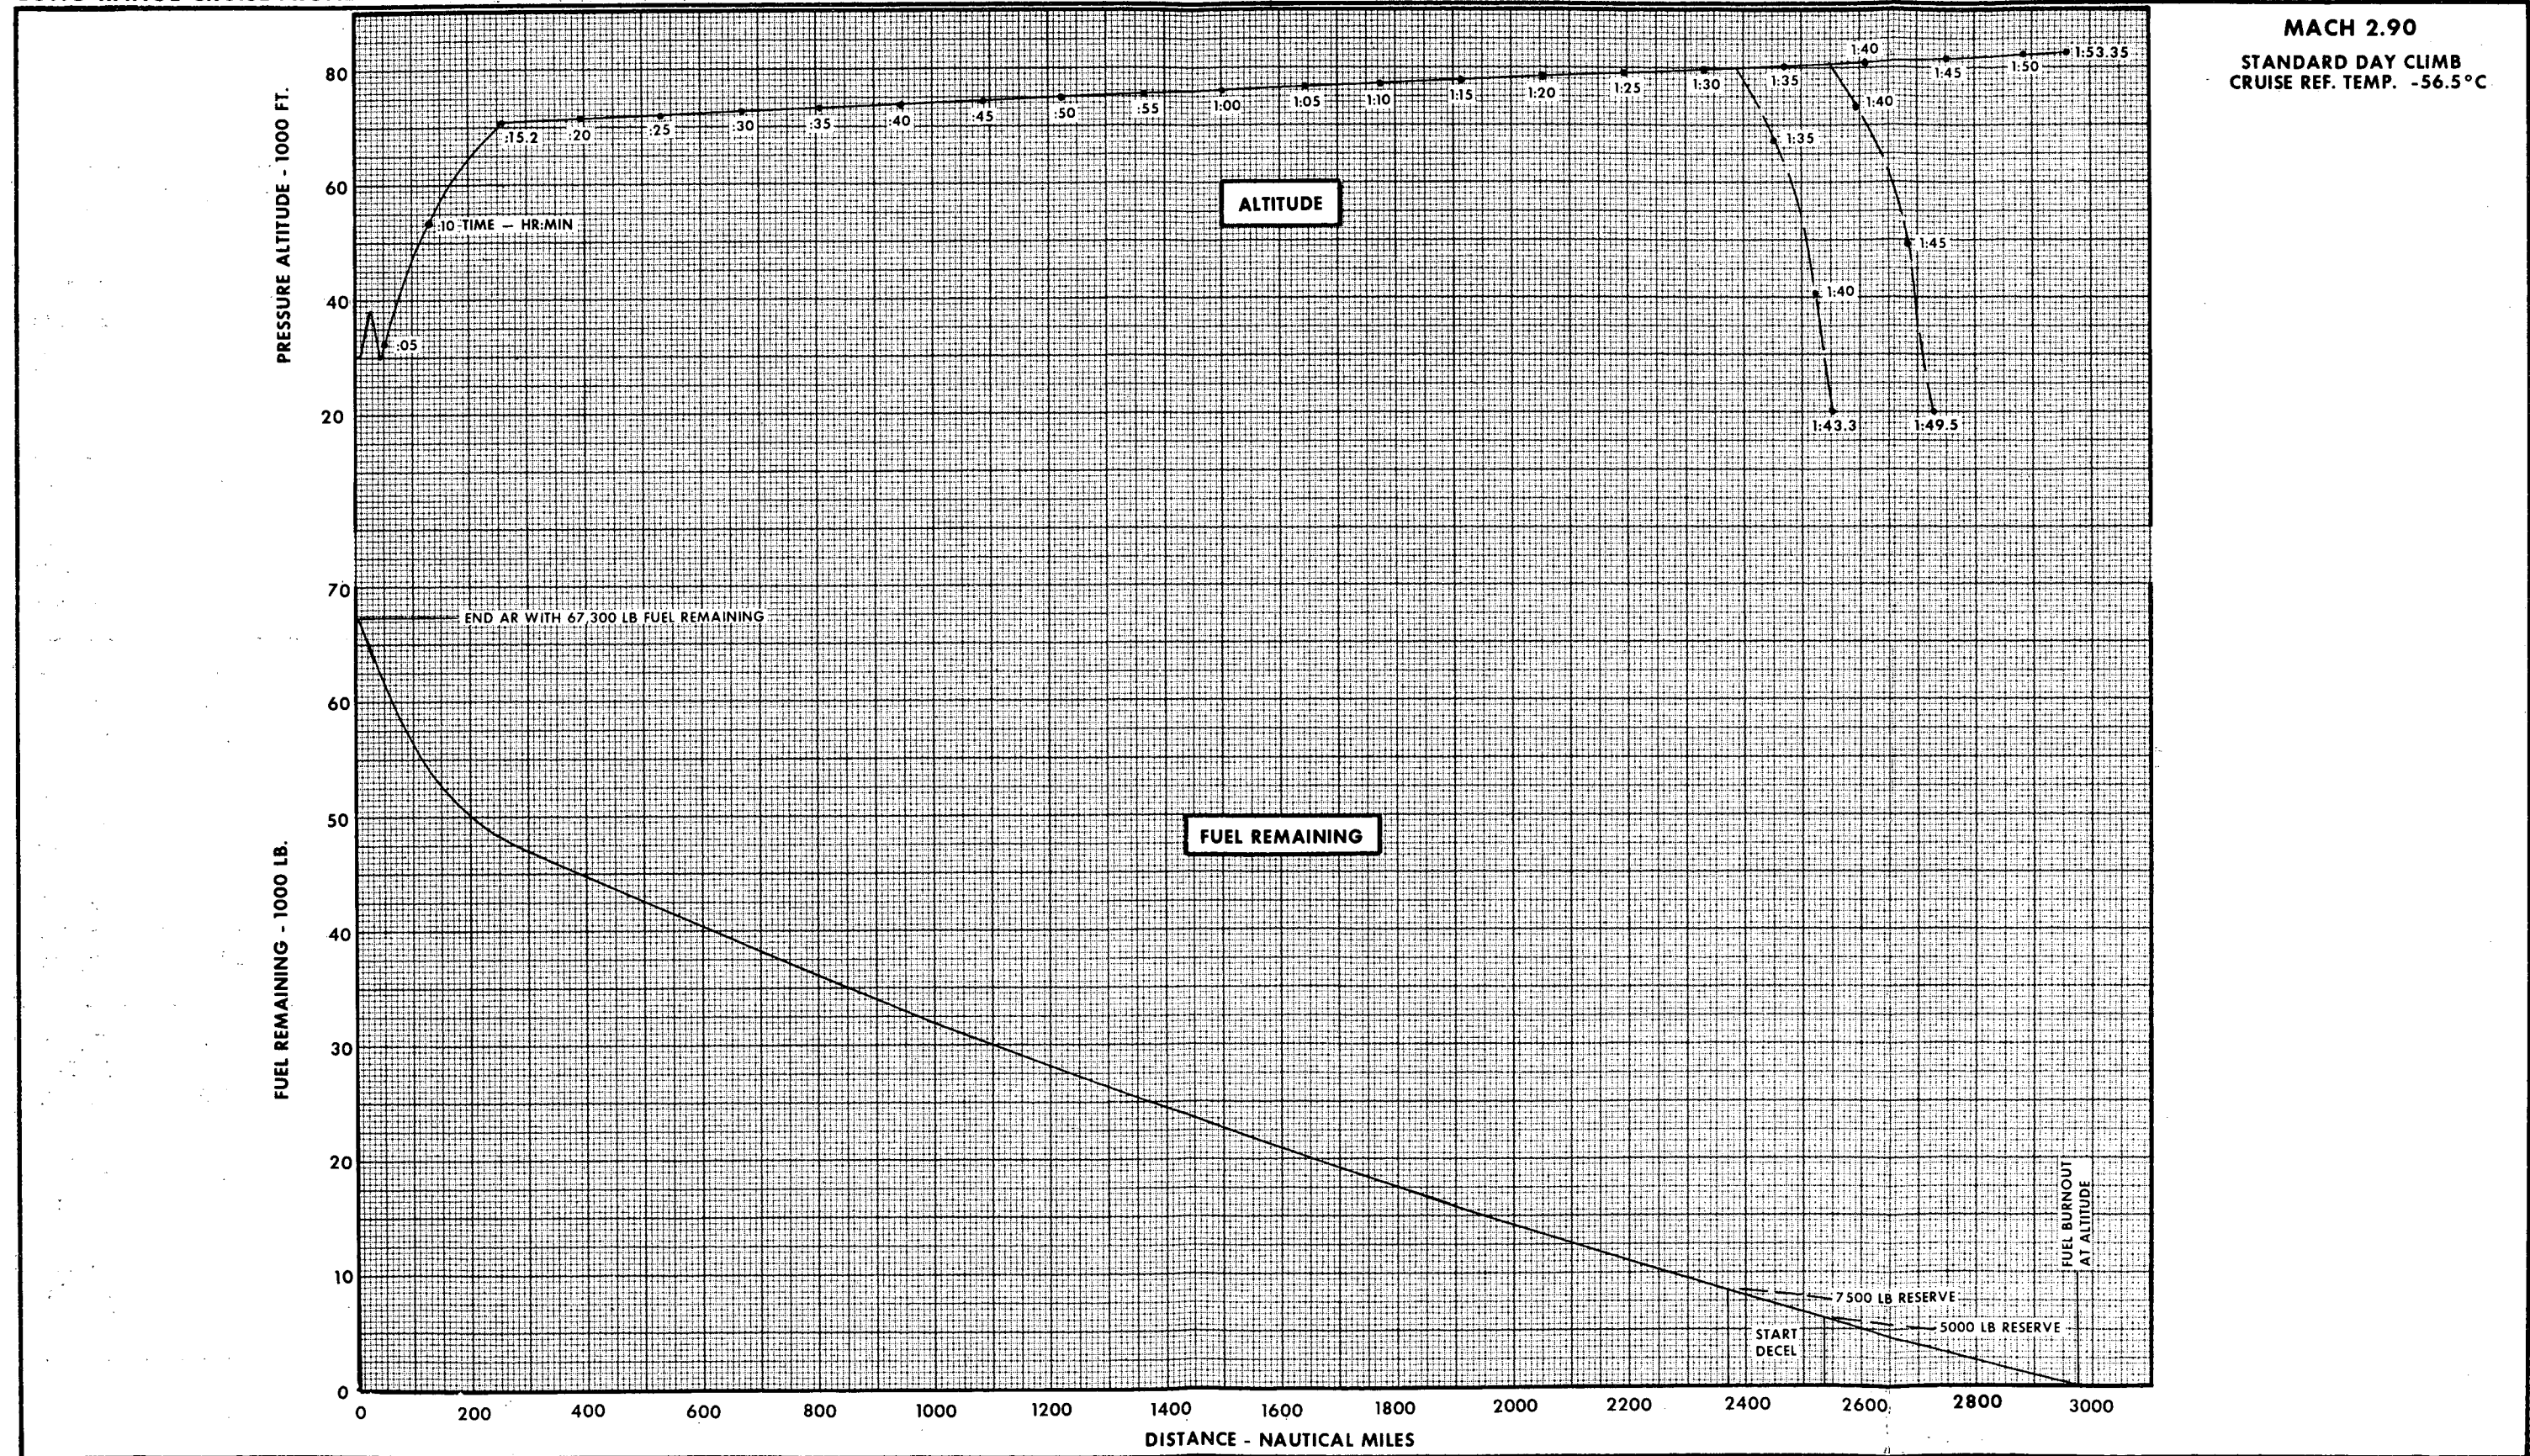 MACH 2.90
STANDARD DAY CLIMB
CRUISE REF. TEMP. -56.5°C
PRESSURE ALTITUDE - 1000 FT.
80
60
40
20
:05
:10 TIME — HR:MIN
:15.2
:20
:25
:30
:35
:40
:45
:50
:55
1:00
1:05
1:10
1:15
1:20
1:25
1:30
1:35
1:40
1:45
1:50
1:53.35
1:35
1:40
1:43.3
1:40
1:45
1:49.5
ALTITUDE
FUEL REMAINING - 1000 LB.
70
60
50
40
30
20
10
0
END AR WITH 67,300 LB FUEL REMAINING
FUEL REMAINING
7500 LB RESERVE
5000 LB RESERVE
START
DECEL
FUEL BURNOUT
AT ALTITUDE
0 200 400 600 800 1000 1200 1400 1600 1800 2000 2200 2400 2600 2800 3000
DISTANCE - NAUTICAL MILES